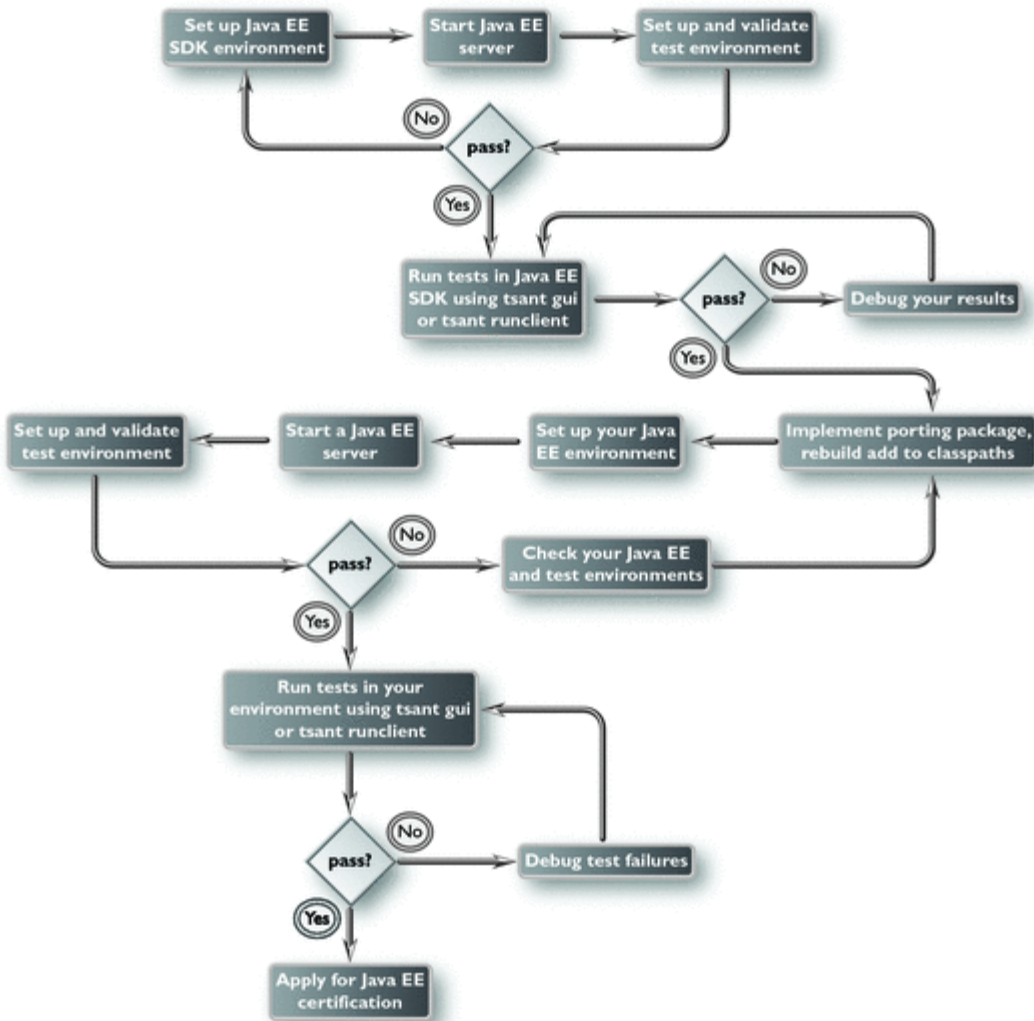 Set up Java EE
SDK environment
Start Java EE
server
Set up and validate
test environment
No
pass?
Yes
Run tests in Java EE
SDK using tsant gui
or tsant runclient
pass?
No
Debug your results
Yes
Set up and validate
test environment
Start a Java EE
server
Set up your Java
EE environment
Implement porting package,
rebuild add to classpaths
pass?
No
Check your Java EE
and test environments
Yes
Run tests in your
environment using tsant gui
or tsant runclient
pass?
No
Debug test failures
Yes
Apply for Java EE
certification